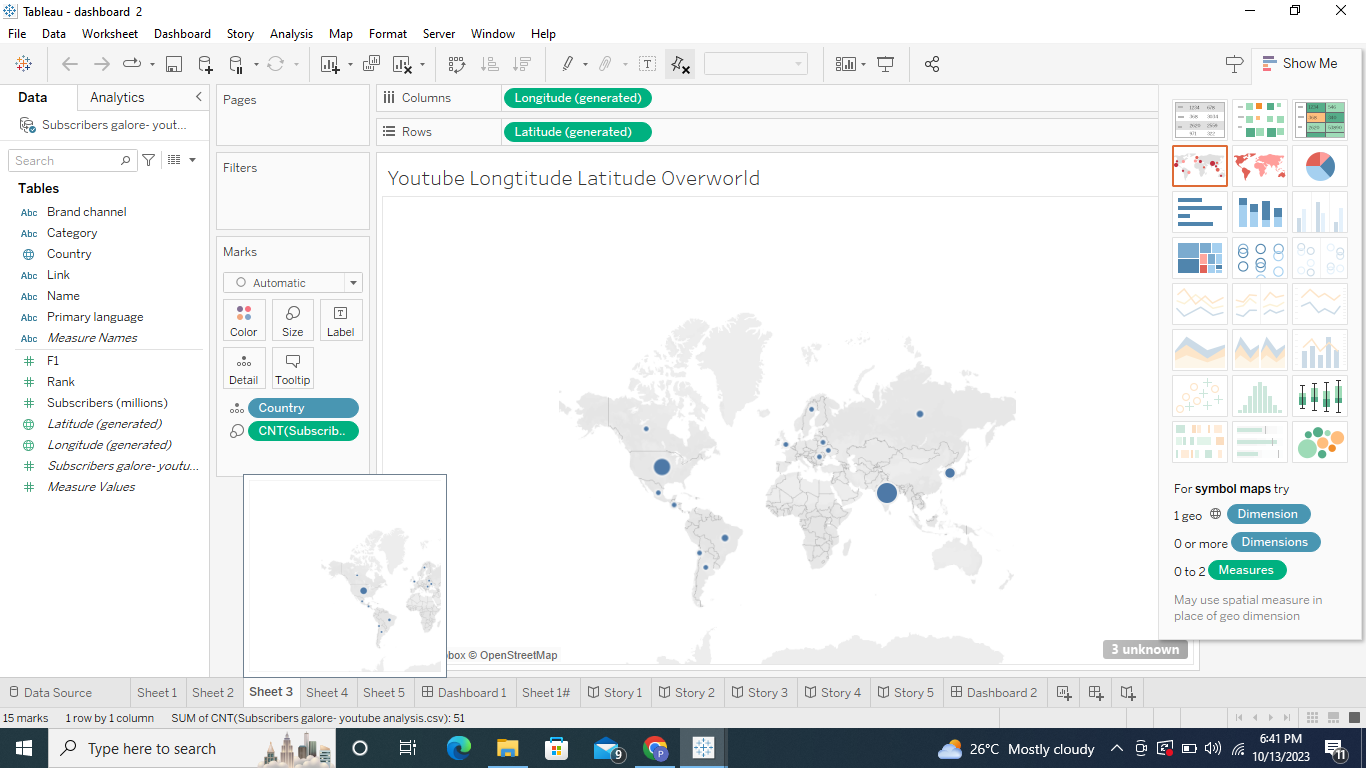 Tableau - dashboard  2
File Data Worksheet Dashboard Story Analysis Map Format Server Window Help
Show Me
Data Analytics
Subscribers galore- yout...
Search
Tables
Abc Brand channel
Abc Category
Country
Abc Link
Abc Name
Abc Primary language
Abc Measure Names
F1
Rank
Subscribers (millions)
Latitude (generated)
Longitude (generated)
Subscribers galore- youtu...
Measure Values
Pages
Filters
Marks
Automatic
Color Size Label
Detail Tooltip
Country
CNT(Subscrib..
Columns Longitude (generated)
Rows Latitude (generated)
Youtube Longtitude Latitude Overworld
box © OpenStreetMap
3 unknown
For symbol maps try
1 geo Dimension
0 or more Dimensions
0 to 2 Measures
May use spatial measure in
place of geo dimension
Data Source Sheet 1 Sheet 2 Sheet 3 Sheet 4 Sheet 5 Dashboard 1 Sheet 1# Story 1 Story 2 Story 3 Story 4 Story 5 Dashboard 2
15 marks 1 row by 1 column SUM of CNT(Subscribers galore- youtube analysis.csv): 51
Type here to search
9
P
26°C Mostly cloudy
6:41 PM
10/13/2023
11